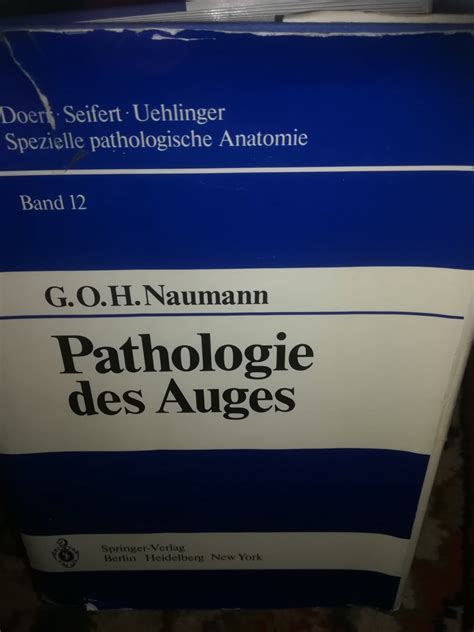 Doerr · Seifert · Uehlinger
Spezielle pathologische Anatomie
Band 12
G.O.H. Naumann
Pathologie
des Auges
Springer-Verlag
Berlin Heidelberg New York